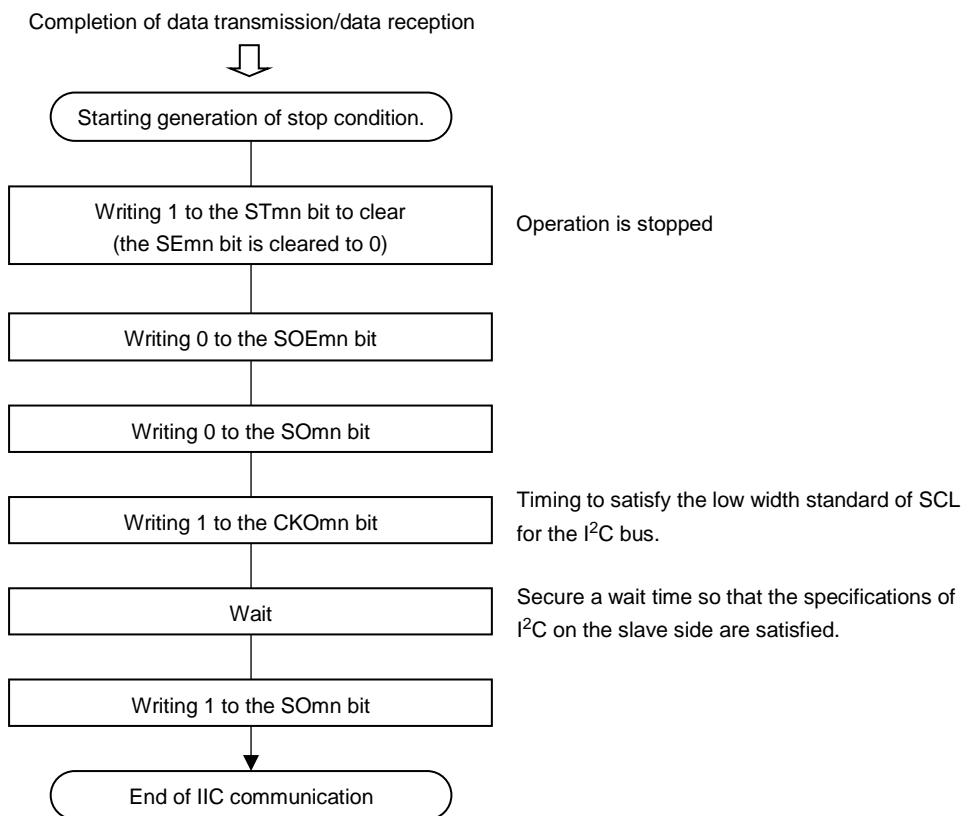 Completion of data transmission/data reception
Starting generation of stop condition.
Writing 1 to the STmn bit to clear
(the SEmn bit is cleared to 0)
Operation is stopped
Writing 0 to the SOEmn bit
Writing 0 to the SOmn bit
Writing 1 to the CKOmn bit
Timing to satisfy the low width standard of SCL
for the I²C bus.
Wait
Secure a wait time so that the specifications of
I²C on the slave side are satisfied.
Writing 1 to the SOmn bit
End of IIC communication